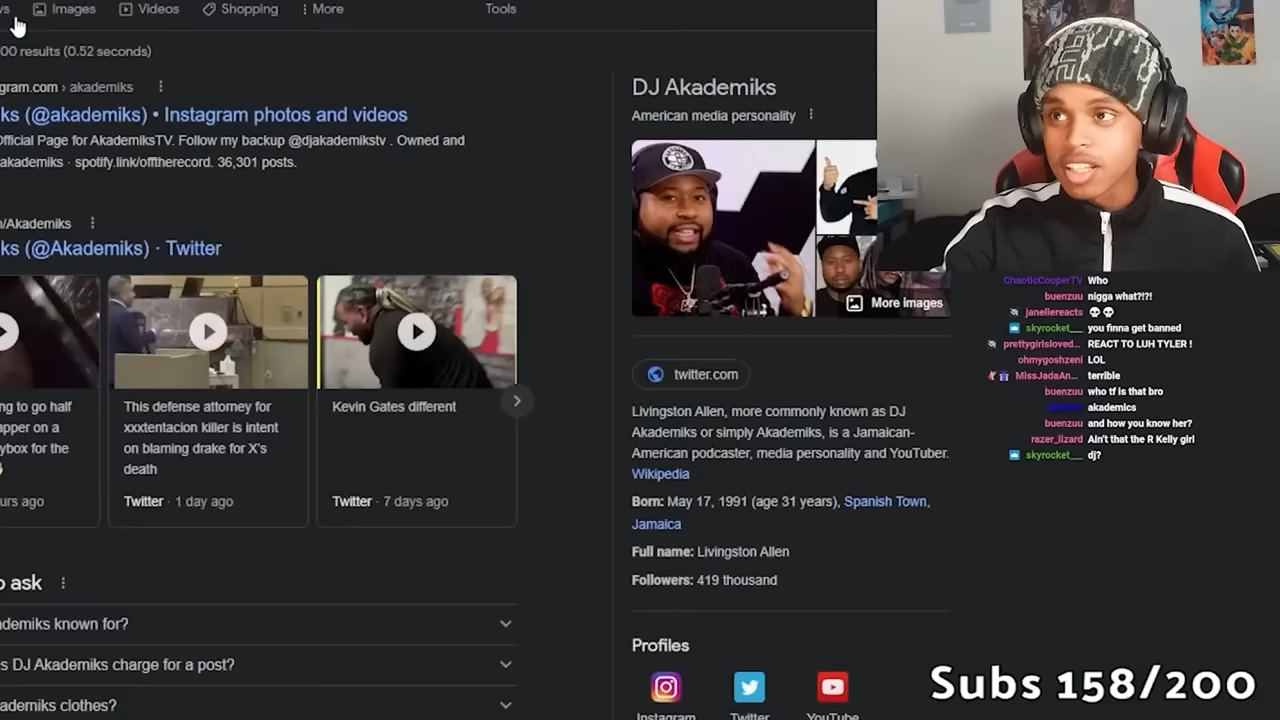 Images
Videos
Shopping
More
Tools
00 results (0.52 seconds)
gram.com › akademiks
ks (@akademiks) • Instagram photos and videos
Official Page for AkademiksTV. Follow my backup @djakademikstv . Owned and
akademiks · spotify.link/offtherecord. 36,301 posts.
/Akademiks
ks (@Akademiks) · Twitter
ng to go half
apper on a
ybox for the
urs ago
This defense attorney for
xxxtentacion killer is intent
on blaming drake for X's
death
Twitter · 1 day ago
Kevin Gates different
Twitter · 7 days ago
o ask
ademiks known for?
s DJ Akademiks charge for a post?
ademiks clothes?
DJ Akademiks
American media personality
More images
twitter.com
Livingston Allen, more commonly known as DJ
Akademiks or simply Akademiks, is a Jamaican-
American podcaster, media personality and YouTuber.
Wikipedia
Born: May 17, 1991 (age 31 years), Spanish Town,
Jamaica
Full name: Livingston Allen
Followers: 419 thousand
Profiles
Instagram
Twitter
YouTube
ChaoticCooperTV Who
buenzuu nigga what?!?!
janellereacts 💀💀
skyrocket__ you finna get banned
prettygirlsloved... REACT TO LUH TYLER !
ohmygoshzeni LOL
MissJadaAn... terrible
buenzuu who tf is that bro
akademics
buenzuu and how you know her?
razer_lizard Ain't that the R Kelly girl
skyrocket__ dj?
Subs 158/200